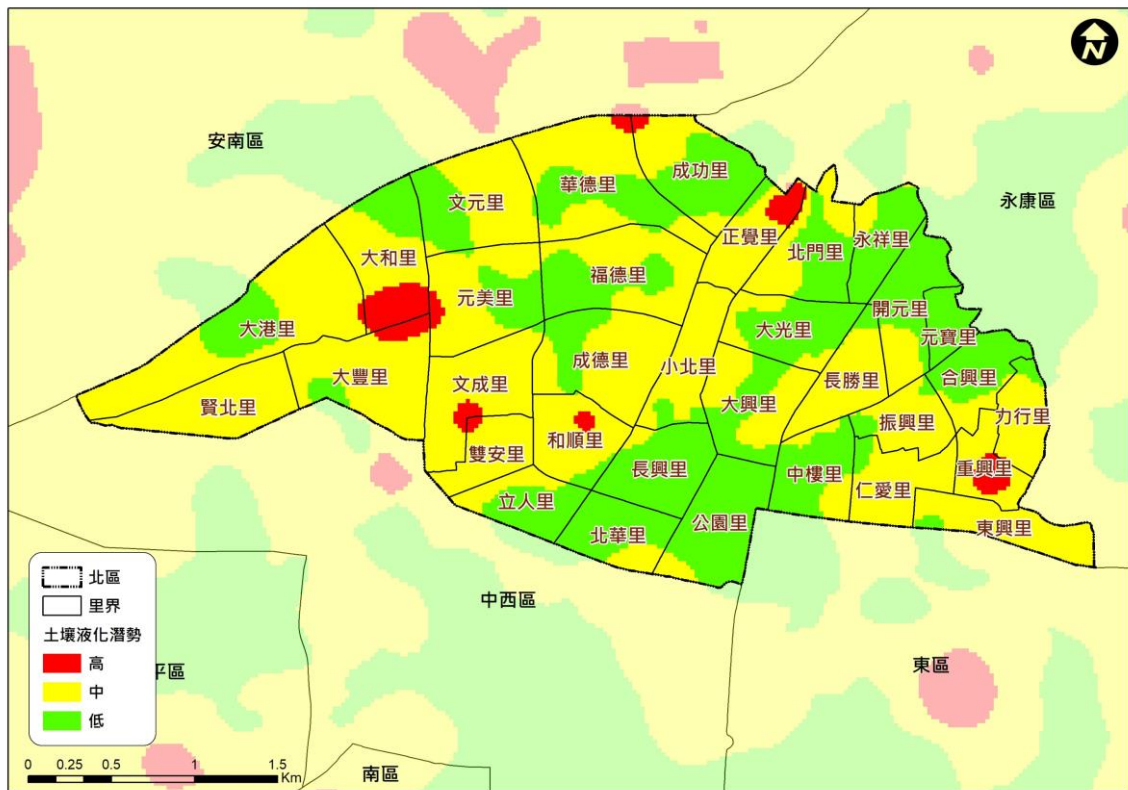 N
安南區
永康區
成功里
華德里
文元里
正覺里
北門里
永祥里
大和里
福德里
元美里
開元里
大港里
大光里
元寶里
成德里
小北里
合興里
大豐里
文成里
長勝里
賢北里
大興里
振興里
力行里
和順里
雙安里
長興里
中樓里
重興里
仁愛里
立人里
公園里
北華里
東興里
中西區
東區
平區
南區
北區
里界
土壤液化潛勢
高
中
低
0 0.25 0.5 1 1.5
Km